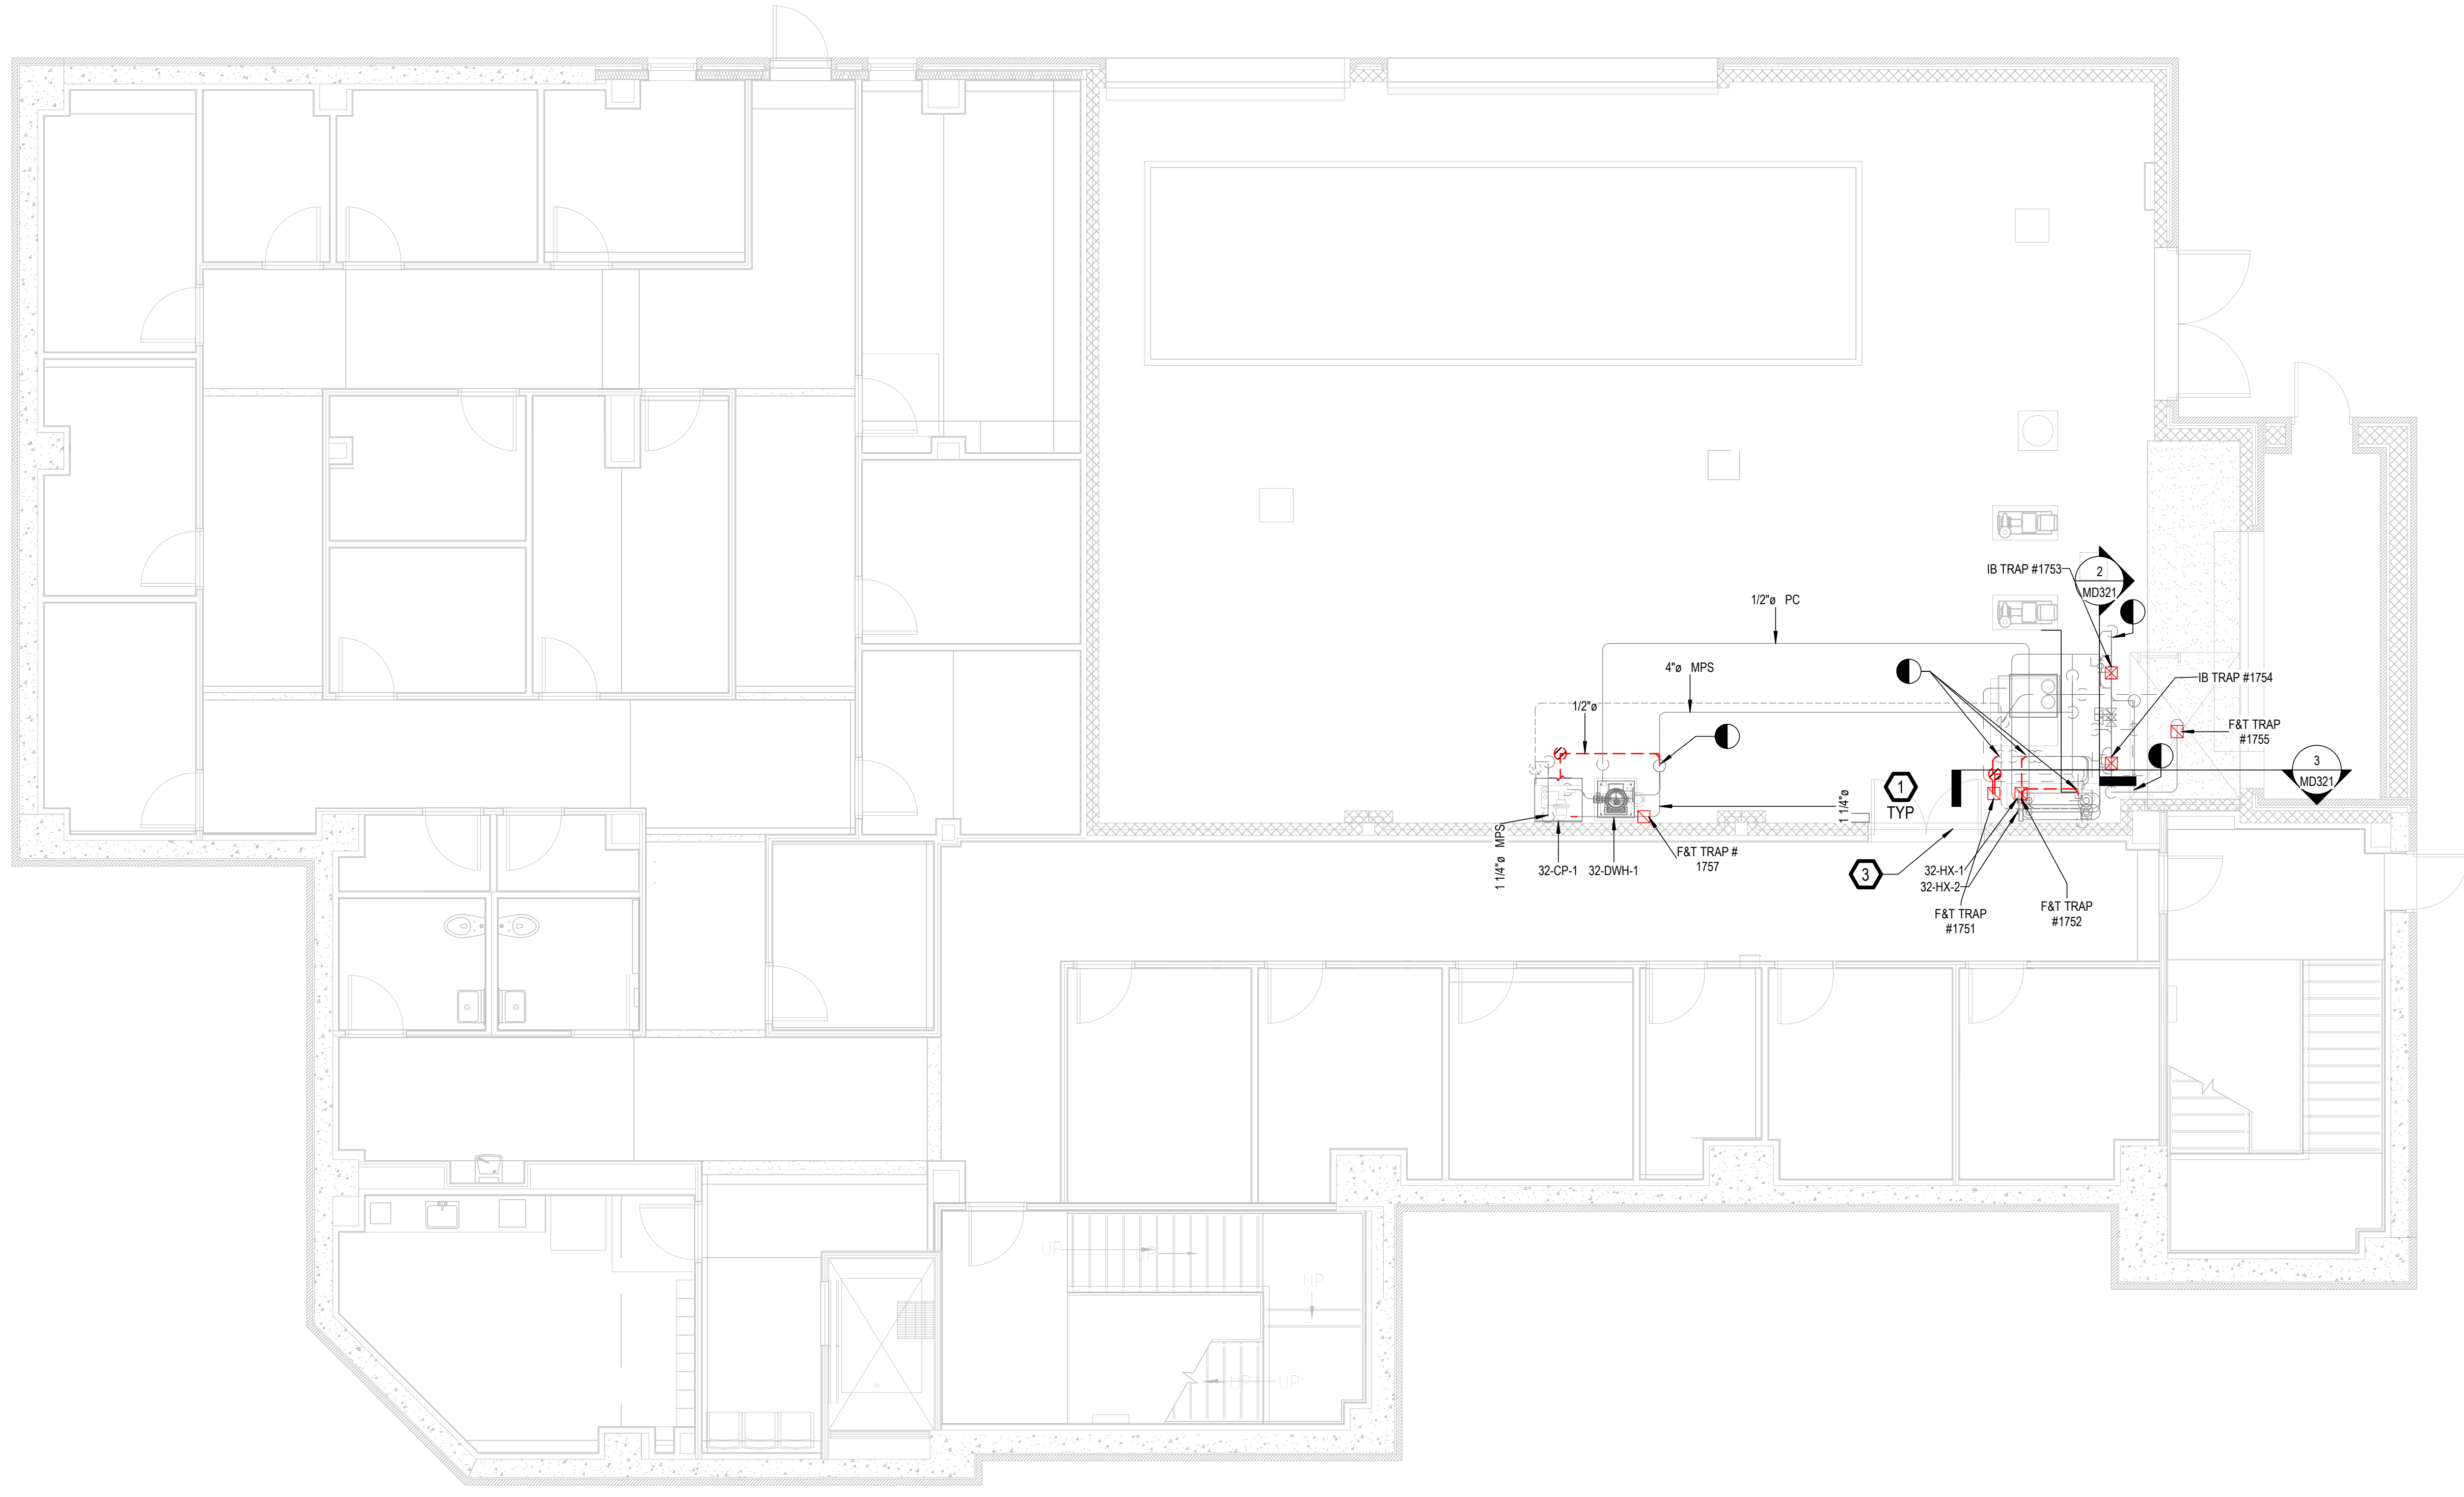 IB TRAP #1753
2
MD321
1/2"ø PC
4"ø MPS
IB TRAP #1754
1/2"ø
F&T TRAP
#1755
3
MD321
1
TYP
1 1/4"ø
1 1/4"ø MPS
F&T TRAP #
1757
32-CP-1
32-DWH-1
3
32-HX-1
32-HX-2
F&T TRAP
#1751
F&T TRAP
#1752
UP
UP
UP
UP
UP